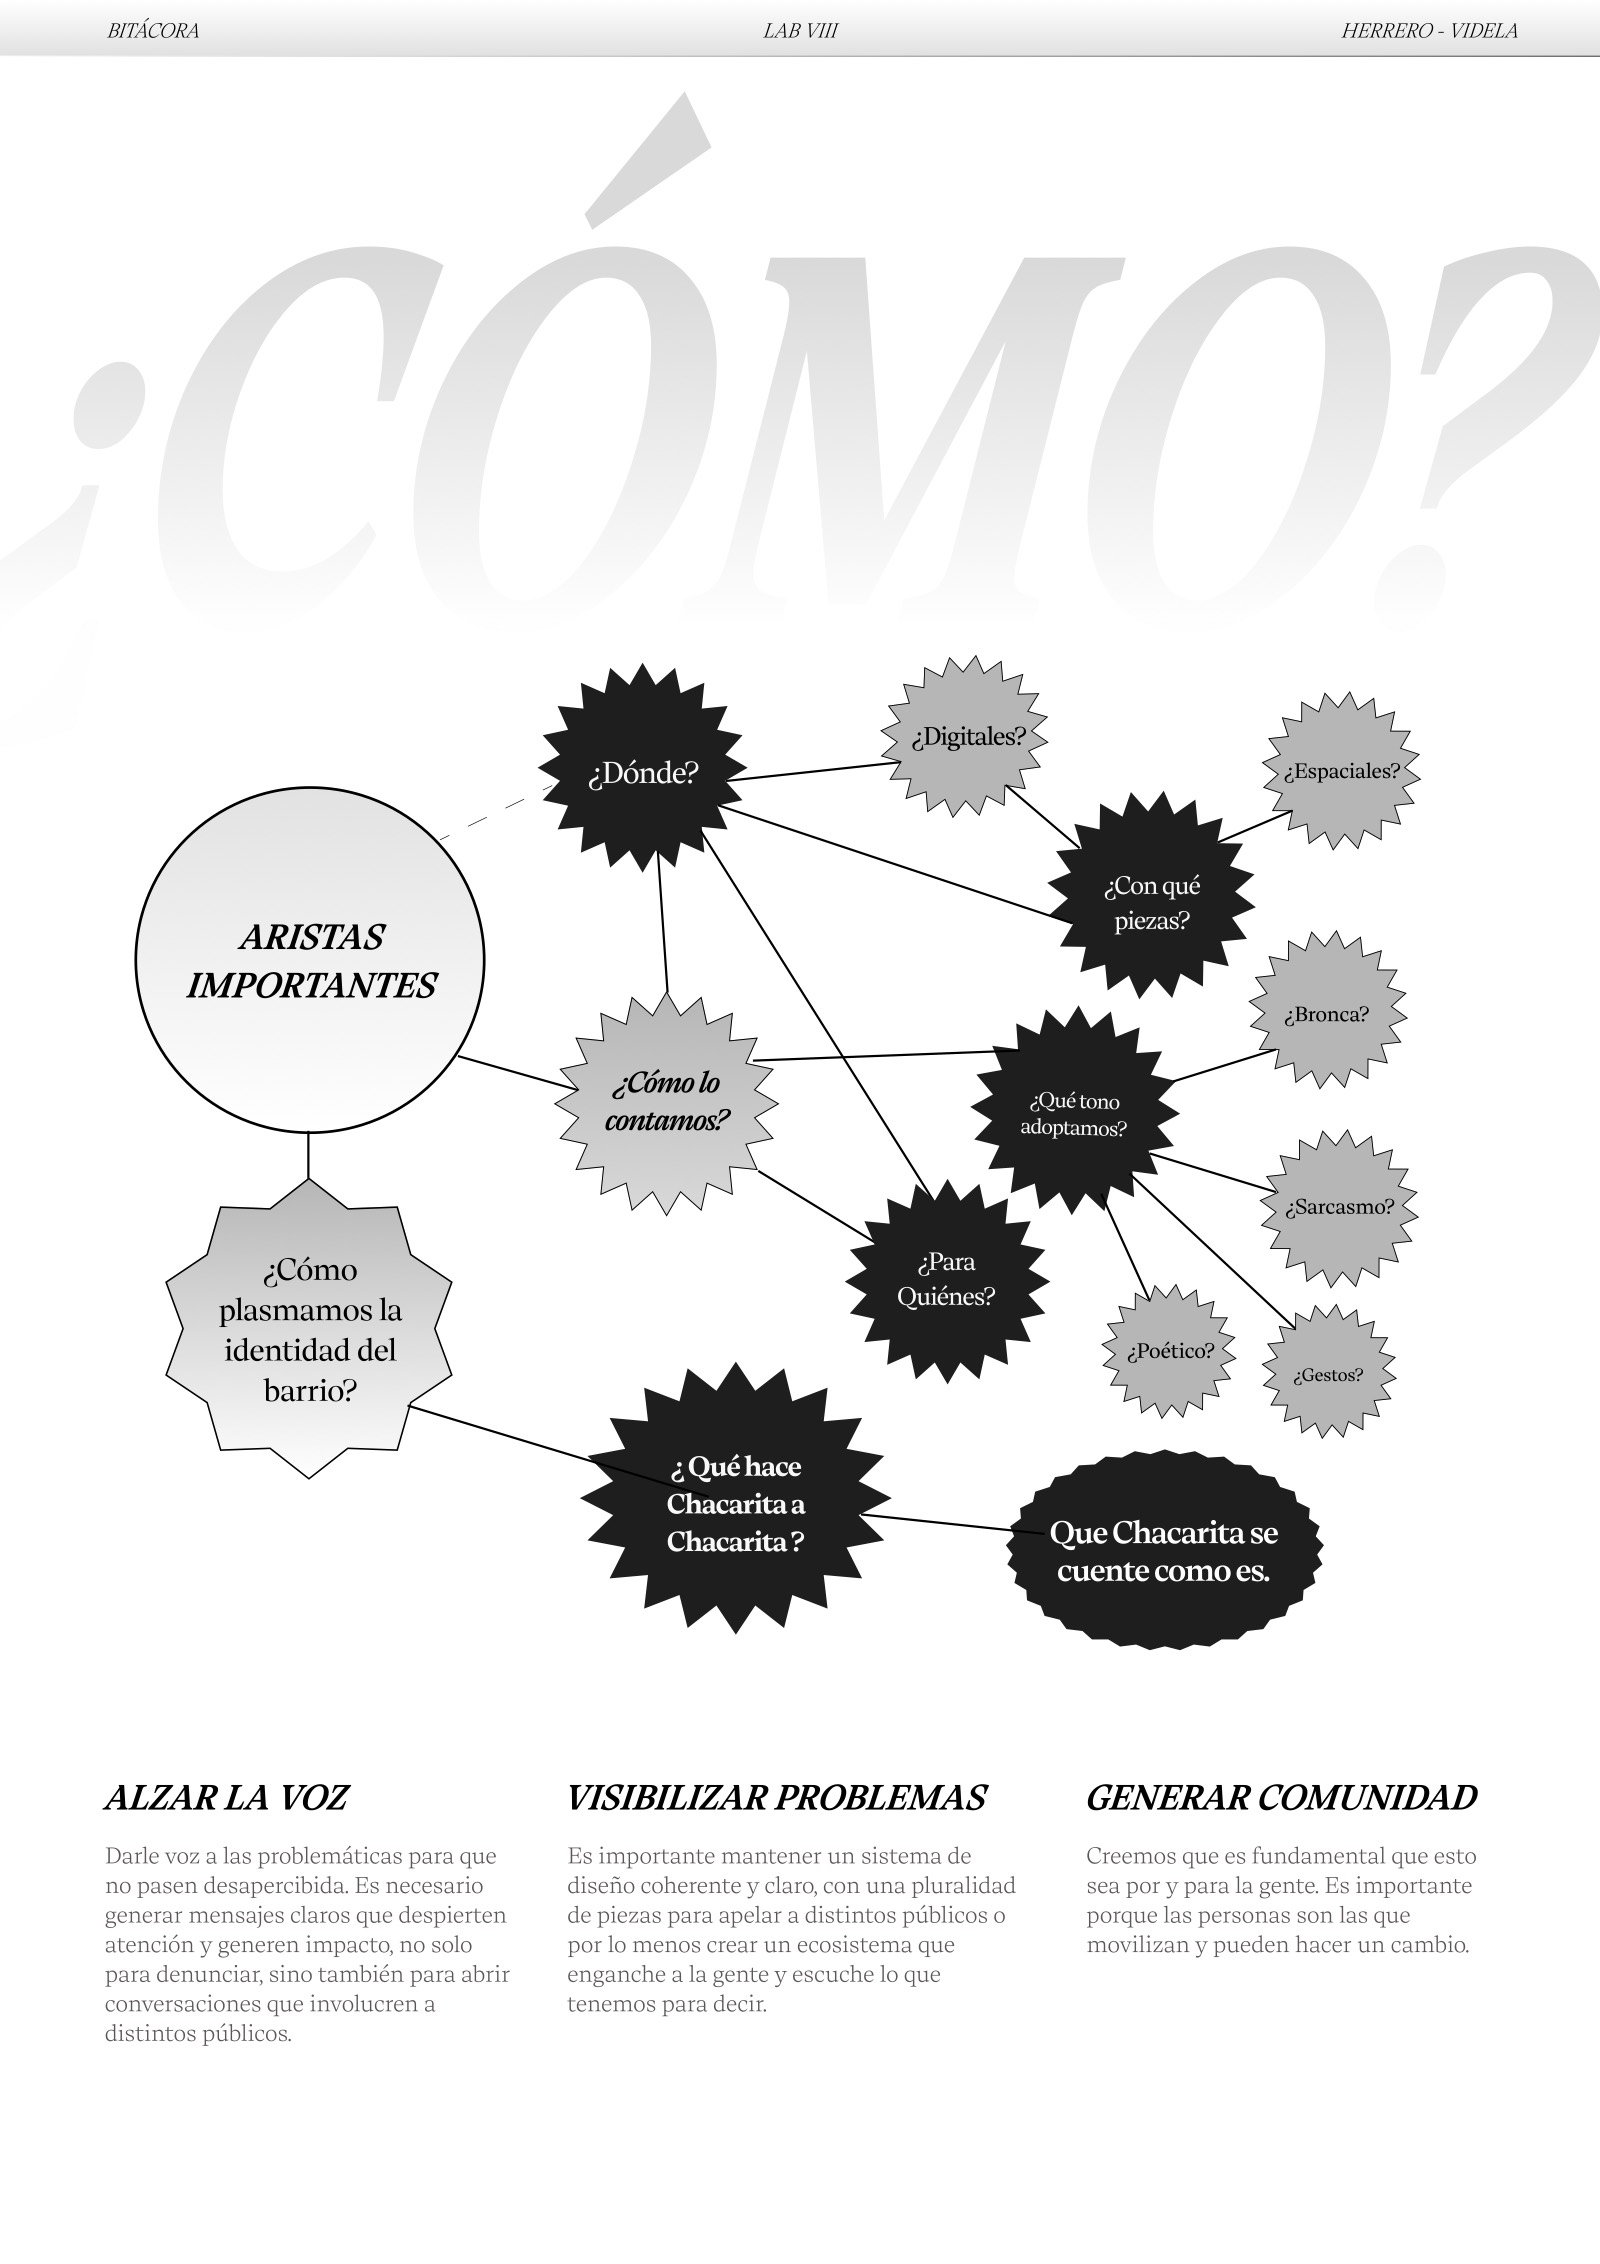 BITÁCORA
LAB VIII
HERRERO - VIDELA
¿CÓMO?
¿Dónde?
¿Digitales?
¿Espaciales?
¿Con qué
piezas?
ARISTAS
IMPORTANTES
¿Cómo lo
contamos?
¿Qué tono
adoptamos?
¿Bronca?
¿Sarcasmo?
¿Para
Quiénes?
¿Poético?
¿Gestos?
¿Cómo
plasmamos la
identidad del
barrio?
¿ Qué hace
Chacarita a
Chacarita ?
Que Chacarita se
cuente como es.
ALZAR LA VOZ
Darle voz a las problemáticas para que
no pasen desapercibida. Es necesario
generar mensajes claros que despierten
atención y generen impacto, no solo
para denunciar, sino también para abrir
conversaciones que involucren a
distintos públicos.
VISIBILIZAR PROBLEMAS
Es importante mantener un sistema de
diseño coherente y claro, con una pluralidad
de piezas para apelar a distintos públicos o
por lo menos crear un ecosistema que
enganche a la gente y escuche lo que
tenemos para decir.
GENERAR COMUNIDAD
Creemos que es fundamental que esto
sea por y para la gente. Es importante
porque las personas son las que
movilizan y pueden hacer un cambio.